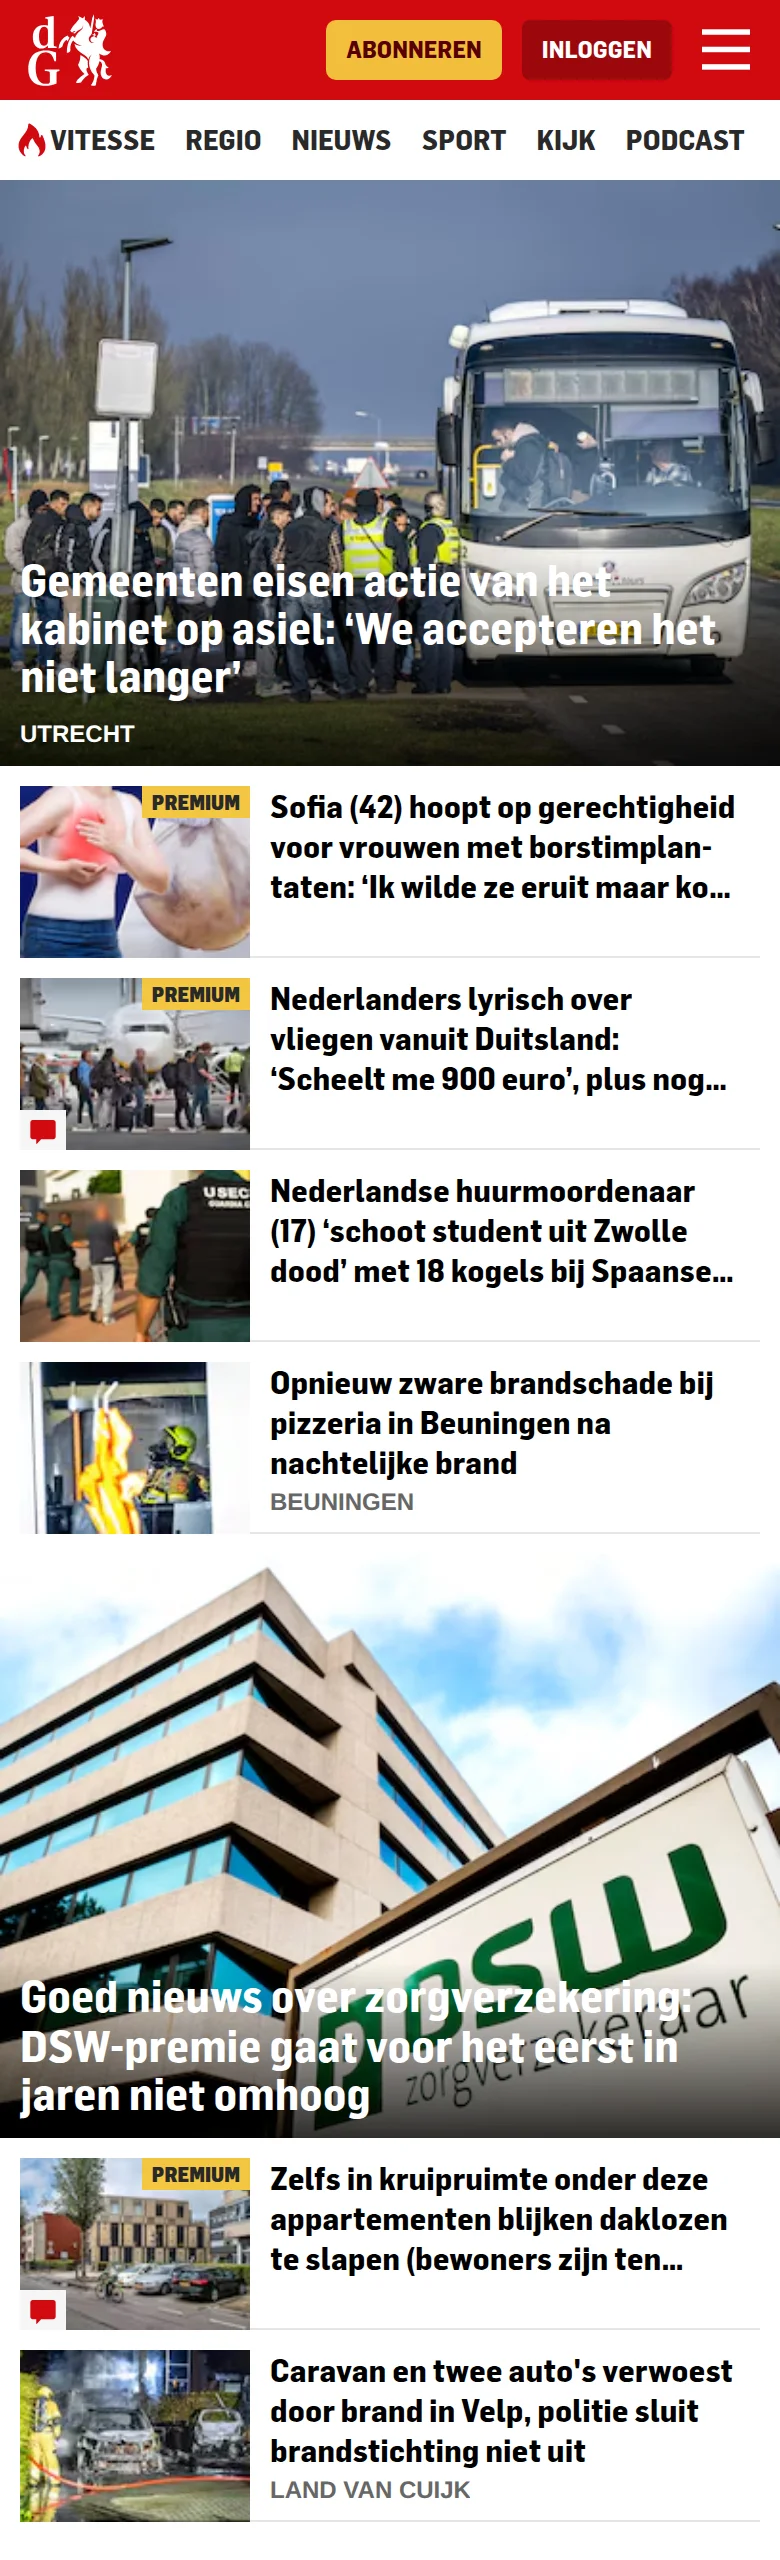 d
G
ABONNEREN
INLOGGEN
VITESSE
REGIO
NIEUWS
SPORT
KIJK
PODCAST
Gemeenten eisen actie van het
kabinet op asiel: ‘We accepteren het
niet langer’
UTRECHT
PREMIUM
Sofia (42) hoopt op gerechtigheid
voor vrouwen met borstimplan-
taten: ‘Ik wilde ze eruit maar ko...
PREMIUM
Nederlanders lyrisch over
vliegen vanuit Duitsland:
‘Scheelt me 900 euro’, plus nog...
USEC
Nederlandse huurmoordenaar
(17) ‘schoot student uit Zwolle
dood’ met 18 kogels bij Spaanse...
Opnieuw zware brandschade bij
pizzeria in Beuningen na
nachtelijke brand
BEUNINGEN
DSW
zorgverzekeraar
Goed nieuws over zorgverzekering:
DSW-premie gaat voor het eerst in
jaren niet omhoog
PREMIUM
Zelfs in kruipruimte onder deze
appartementen blijken daklozen
te slapen (bewoners zijn ten...
Caravan en twee auto's verwoest
door brand in Velp, politie sluit
brandstichting niet uit
LAND VAN CUIJK